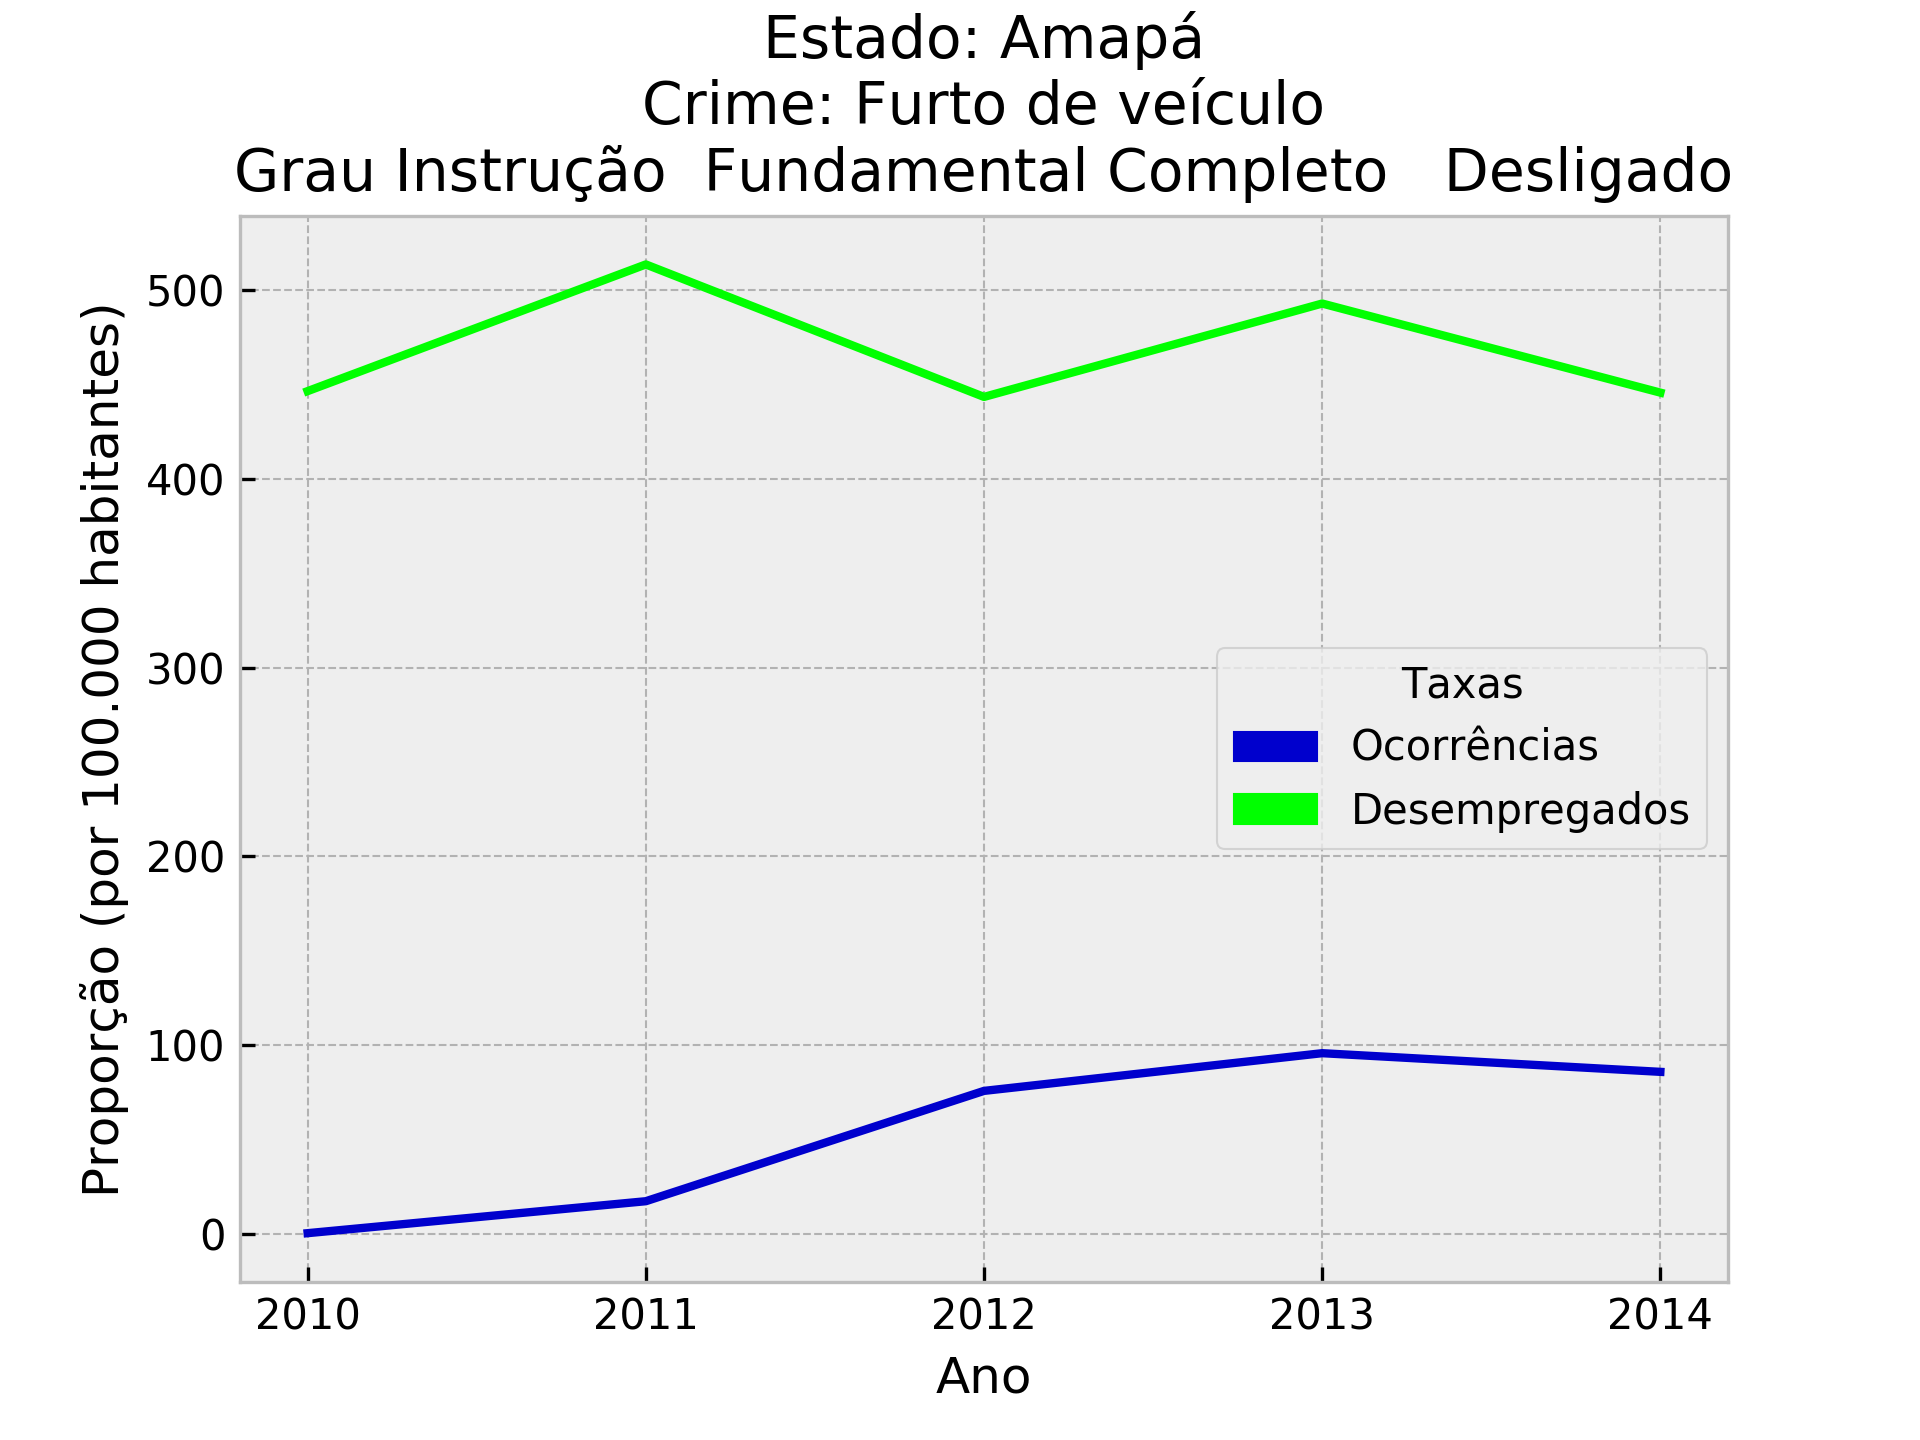 Estado: Amapá
Crime: Furto de veículo
Grau Instrução  Fundamental Completo   Desligado
Proporção (por 100.000 habitantes)
500
400
300
200
100
0
Taxas
Ocorrências
Desempregados
2010 2011 2012 2013 2014
Ano